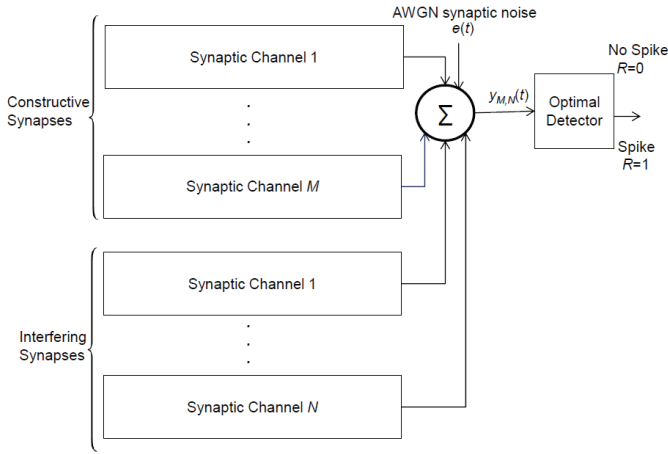 AWGN synaptic noise
e(t)
Synaptic Channel 1
Constructive
Synapses
.
.
.
Synaptic Channel M
Σ
y_{M,N}(t)
Optimal
Detector
No Spike
R=0
Spike
R=1
Interfering
Synapses
Synaptic Channel 1
.
.
.
Synaptic Channel N